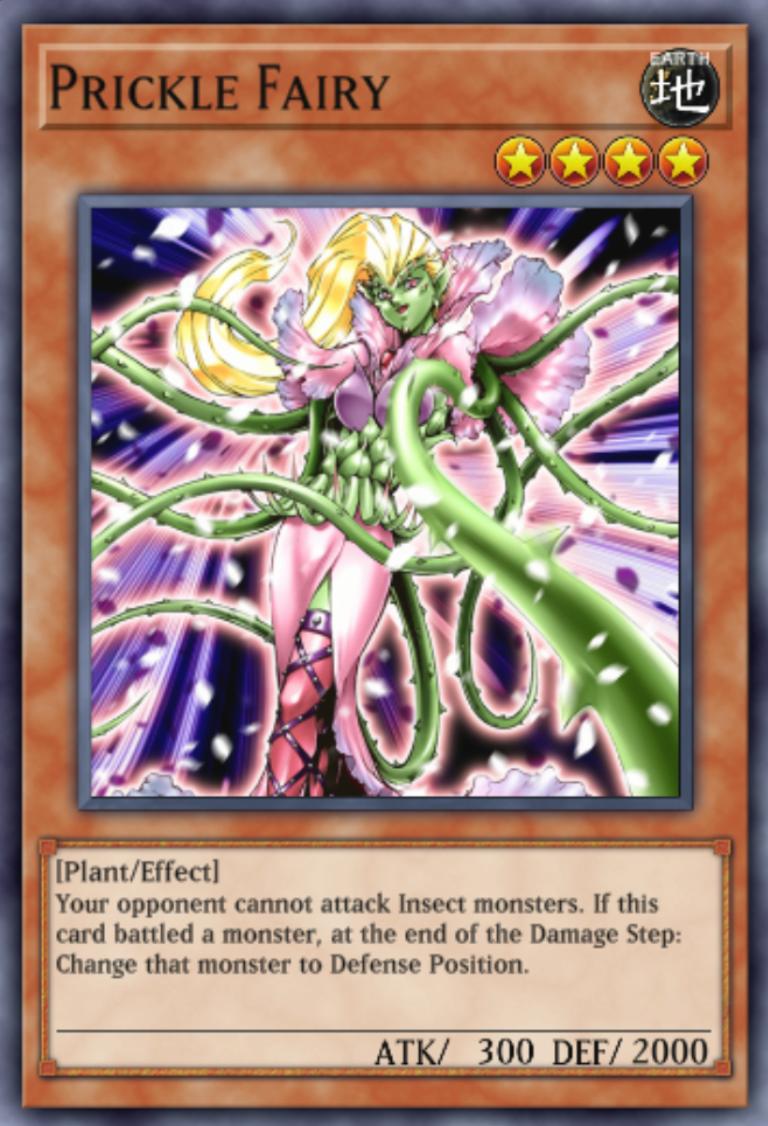 Prickle Fairy
EARTH
地
[Plant/Effect]
Your opponent cannot attack Insect monsters. If this
card battled a monster, at the end of the Damage Step:
Change that monster to Defense Position.
ATK/ 300 DEF/ 2000